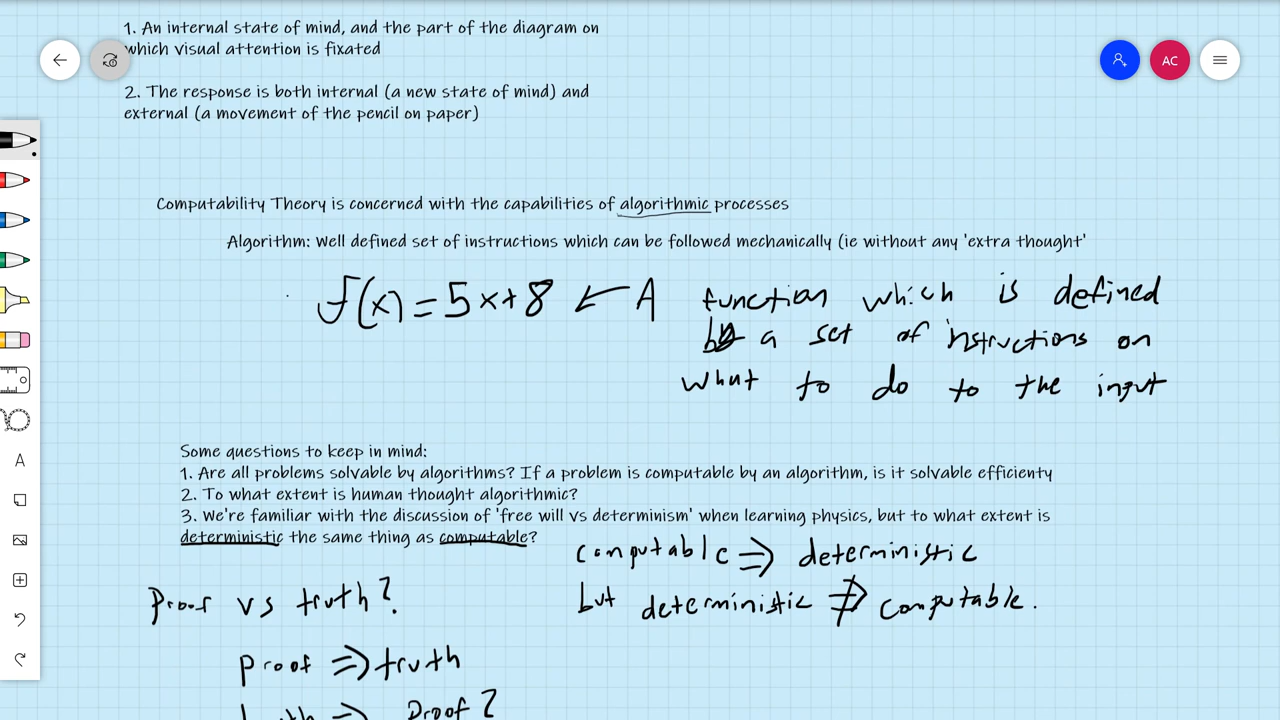 1. An internal state of mind, and the part of the diagram on
which visual attention is fixated
2. The response is both internal (a new state of mind) and
external (a movement of the pencil on paper)
AC
Computability Theory is concerned with the capabilities of algorithmic processes
Algorithm: Well defined set of instructions which can be followed mechanically (ie without any 'extra thought'
f(x) = 5x+8 ← A function which is defined
by a set of instructions on
what to do to the input
A
Some questions to keep in mind:
1. Are all problems solvable by algorithms? If a problem is computable by an algorithm, is it solvable efficienty
2. To what extent is human thought algorithmic?
3. We're familiar with the discussion of 'free will vs determinism' when learning physics, but to what extent is
deterministic the same thing as computable?
computable ⇒ deterministic
but deterministic ⇏ computable.
Proof vs truth?
proof ⇒ truth
truth ⇒ proof?